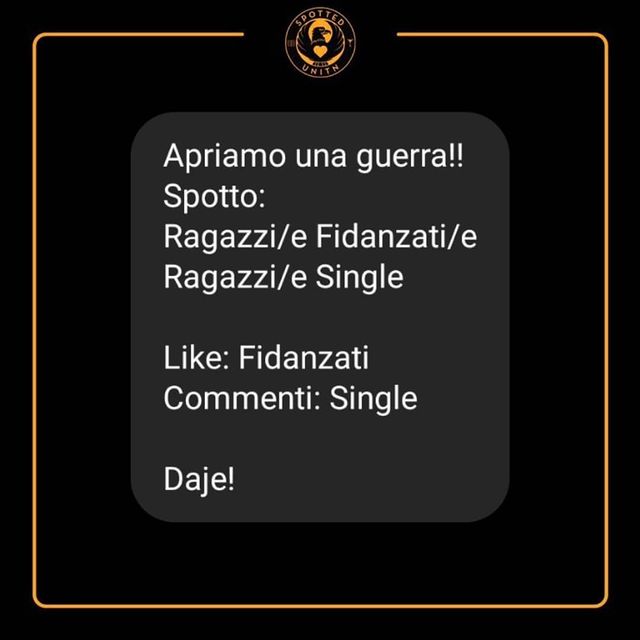 SPOTTED
UNITN
Apriamo una guerra!!
Spotto:
Ragazzi/e Fidanzati/e
Ragazzi/e Single
Like: Fidanzati
Commenti: Single
Daje!